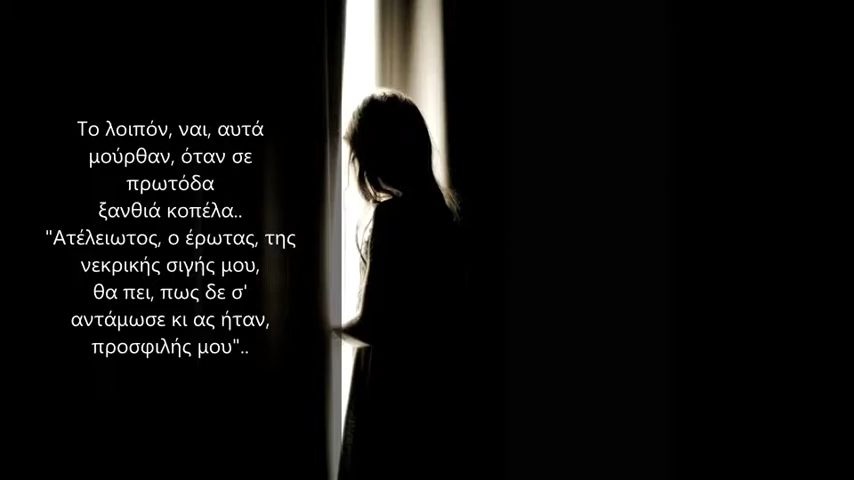 Το λοιπόν, ναι, αυτά
μούρθαν, όταν σε
πρωτόδα
ξανθιά κοπέλα..
"Ατέλειωτος, ο έρωτας, της
νεκρικής σιγής μου,
θα πει, πως δε σ'
αντάμωσε κι ας ήταν,
προσφιλής μου"..